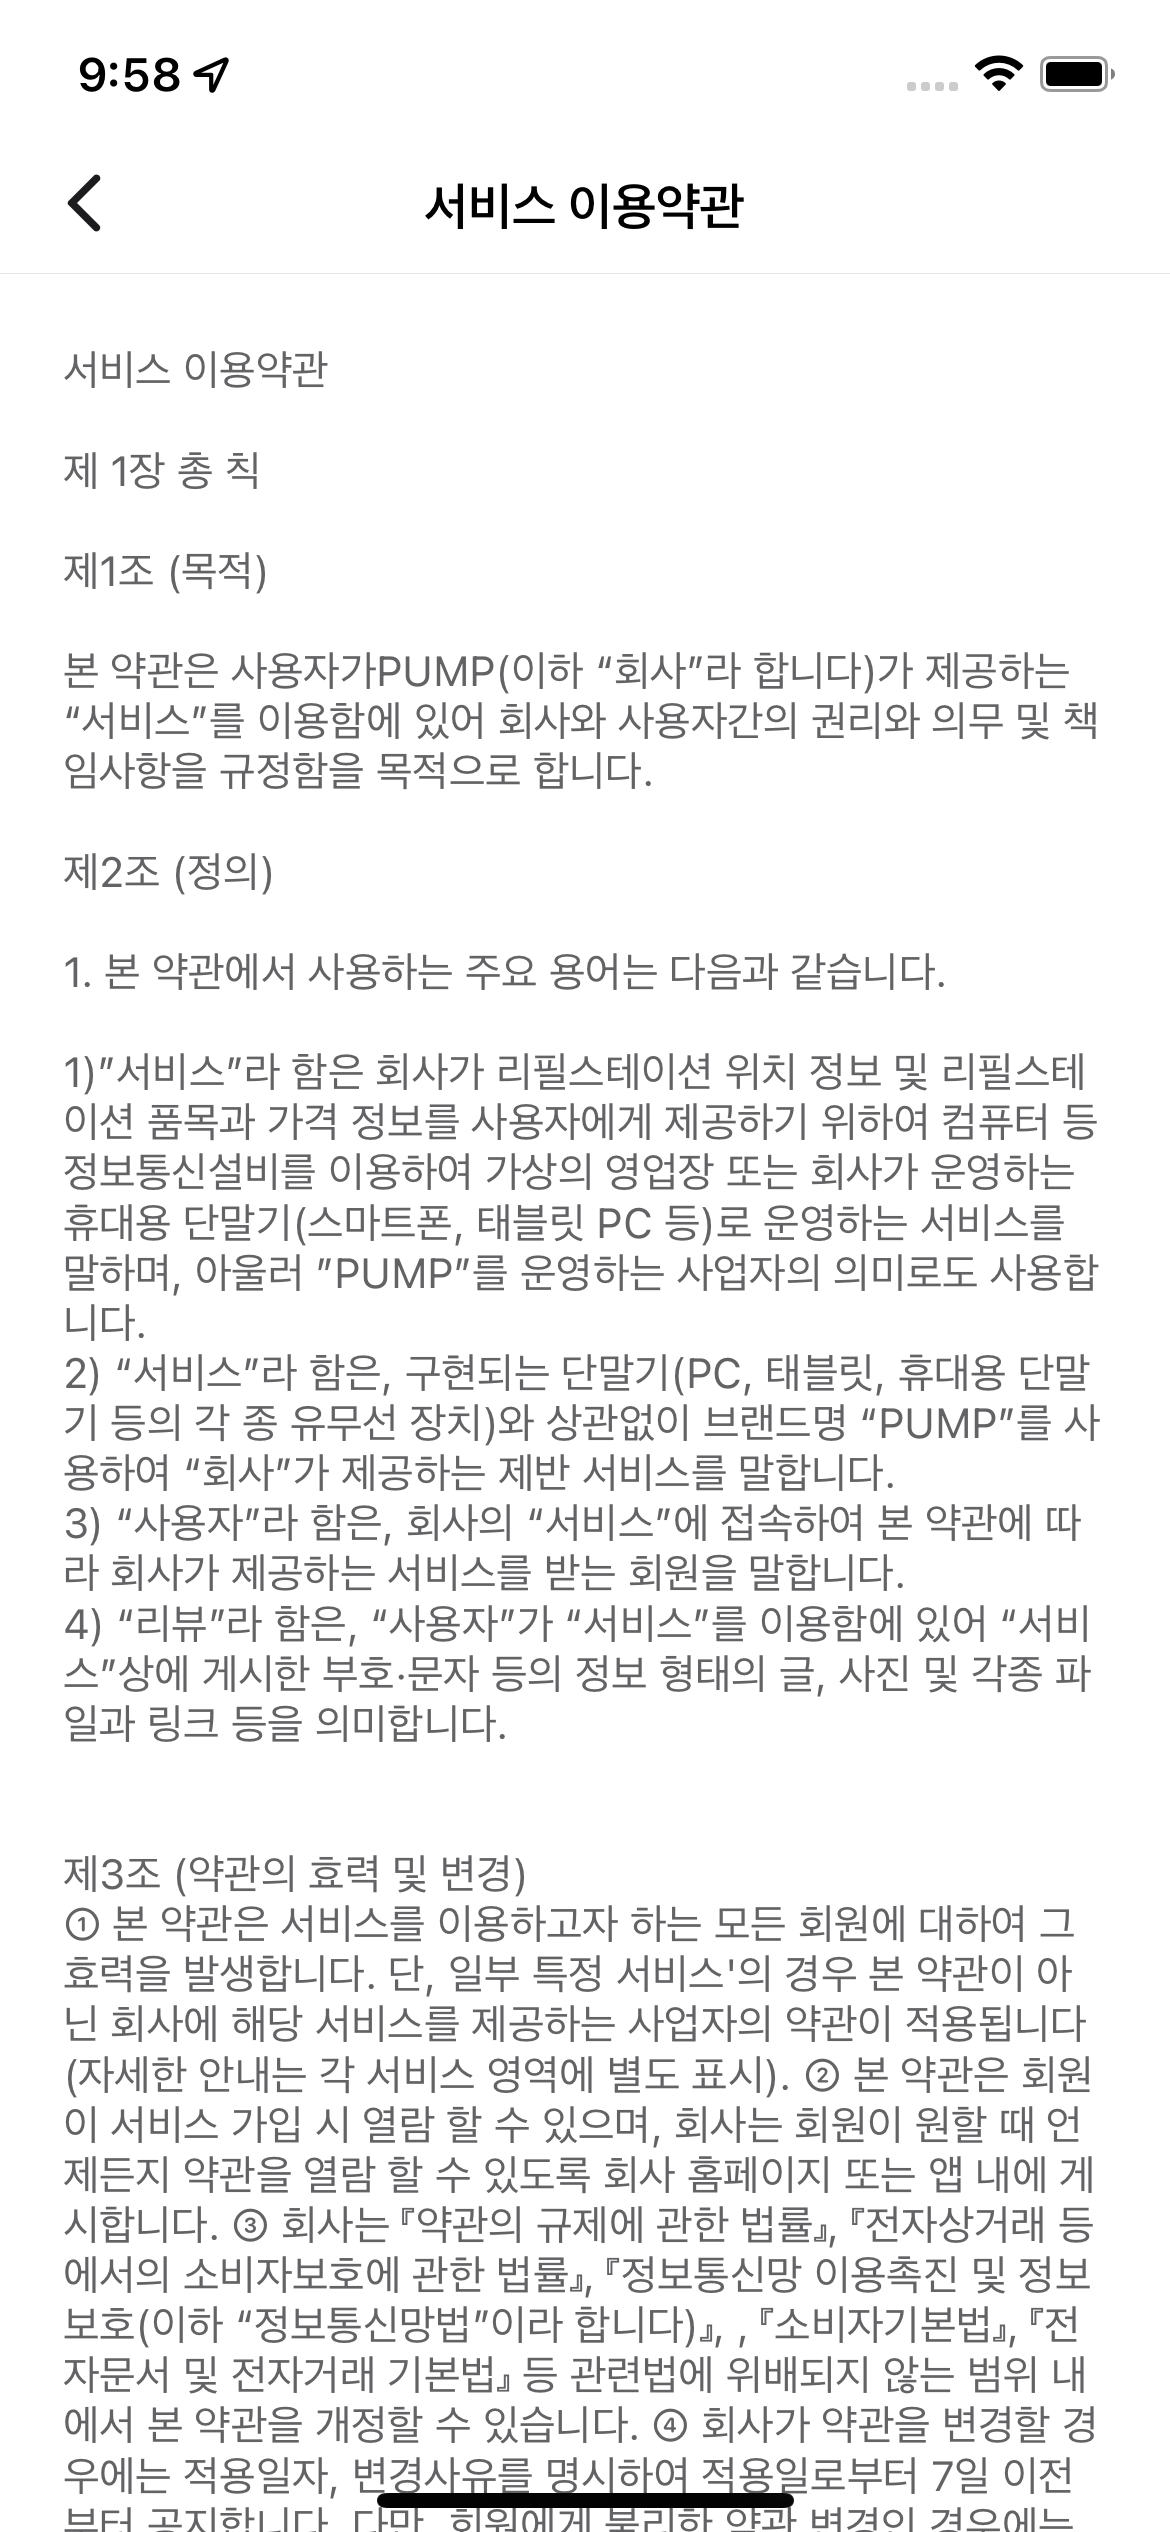 9:58
서비스 이용약관
서비스 이용약관
제 1장 총 칙
제1조 (목적)
본 약관은 사용자가PUMP(이하 “회사”라 합니다)가 제공하는
“서비스”를 이용함에 있어 회사와 사용자간의 권리와 의무 및 책
임사항을 규정함을 목적으로 합니다.
제2조 (정의)
1. 본 약관에서 사용하는 주요 용어는 다음과 같습니다.
1)”서비스”라 함은 회사가 리필스테이션 위치 정보 및 리필스테
이션 품목과 가격 정보를 사용자에게 제공하기 위하여 컴퓨터 등
정보통신설비를 이용하여 가상의 영업장 또는 회사가 운영하는
휴대용 단말기(스마트폰, 태블릿 PC 등)로 운영하는 서비스를
말하며, 아울러 ”PUMP”를 운영하는 사업자의 의미로도 사용합
니다.
2) “서비스”라 함은, 구현되는 단말기(PC, 태블릿, 휴대용 단말
기 등의 각 종 유무선 장치)와 상관없이 브랜드명 “PUMP”를 사
용하여 “회사”가 제공하는 제반 서비스를 말합니다.
3) “사용자”라 함은, 회사의 “서비스”에 접속하여 본 약관에 따
라 회사가 제공하는 서비스를 받는 회원을 말합니다.
4) “리뷰”라 함은, “사용자”가 “서비스”를 이용함에 있어 “서비
스”상에 게시한 부호·문자 등의 정보 형태의 글, 사진 및 각종 파
일과 링크 등을 의미합니다.
제3조 (약관의 효력 및 변경)
① 본 약관은 서비스를 이용하고자 하는 모든 회원에 대하여 그
효력을 발생합니다. 단, 일부 특정 서비스'의 경우 본 약관이 아
닌 회사에 해당 서비스를 제공하는 사업자의 약관이 적용됩니다
(자세한 안내는 각 서비스 영역에 별도 표시). ② 본 약관은 회원
이 서비스 가입 시 열람 할 수 있으며, 회사는 회원이 원할 때 언
제든지 약관을 열람 할 수 있도록 회사 홈페이지 또는 앱 내에 게
시합니다. ③ 회사는『약관의 규제에 관한 법률』,『전자상거래 등
에서의 소비자보호에 관한 법률』,『정보통신망 이용촉진 및 정보
보호(이하 “정보통신망법”이라 합니다)』, ,『소비자기본법』,『전
자문서 및 전자거래 기본법』등 관련법에 위배되지 않는 범위 내
에서 본 약관을 개정할 수 있습니다. ④ 회사가 약관을 변경할 경
우에는 적용일자, 변경사유를 명시하여 적용일로부터 7일 이전
부터 공지합니다. 다만, 회원에게 불리한 약관 변경인 경우에는